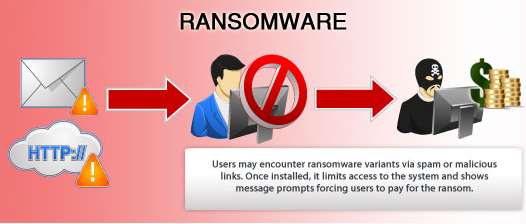 RANSOMWARE
HTTP://
$
Users may encounter ransomware variants via spam or malicious
links. Once installed, it limits access to the system and shows
message prompts forcing users to pay for the ransom.